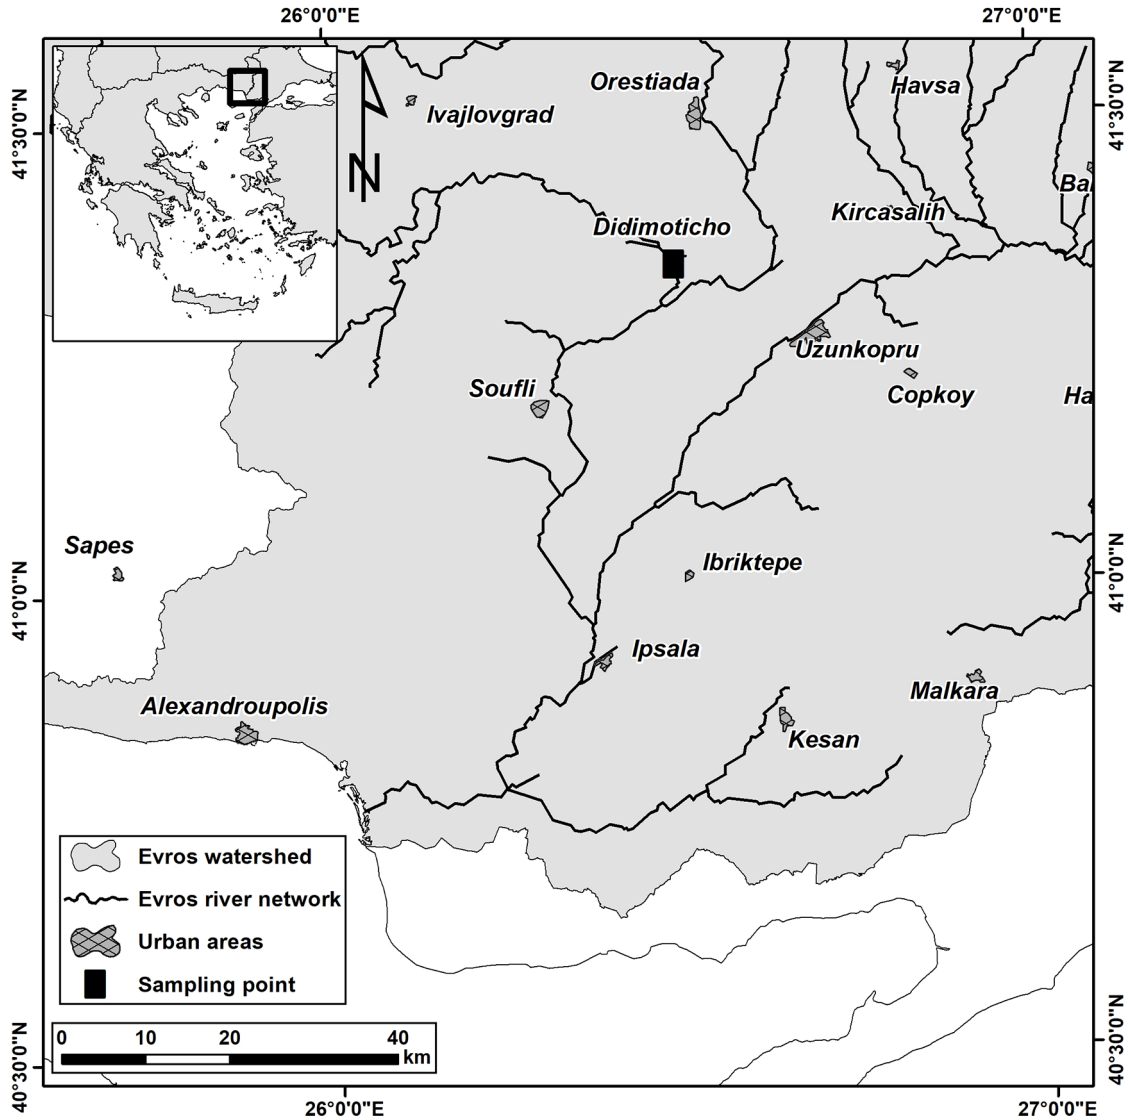 26°0'0"E
27°0'0"E
41°30'0"N
41°30'0"N
Orestiada
Havsa
Ivajlovgrad
N
Bal
Kircasalih
Didimoticho
Uzunkopru
Soufli
Copkoy
Ha
Sapes
Ibriktepe
41°0'0"N
41°0'0"N
Ipsala
Malkara
Alexandroupolis
Kesan
Evros watershed
Evros river network
Urban areas
Sampling point
0 10 20 40
km
40°30'0"N
40°30'0"N
26°0'0"E
27°0'0"E